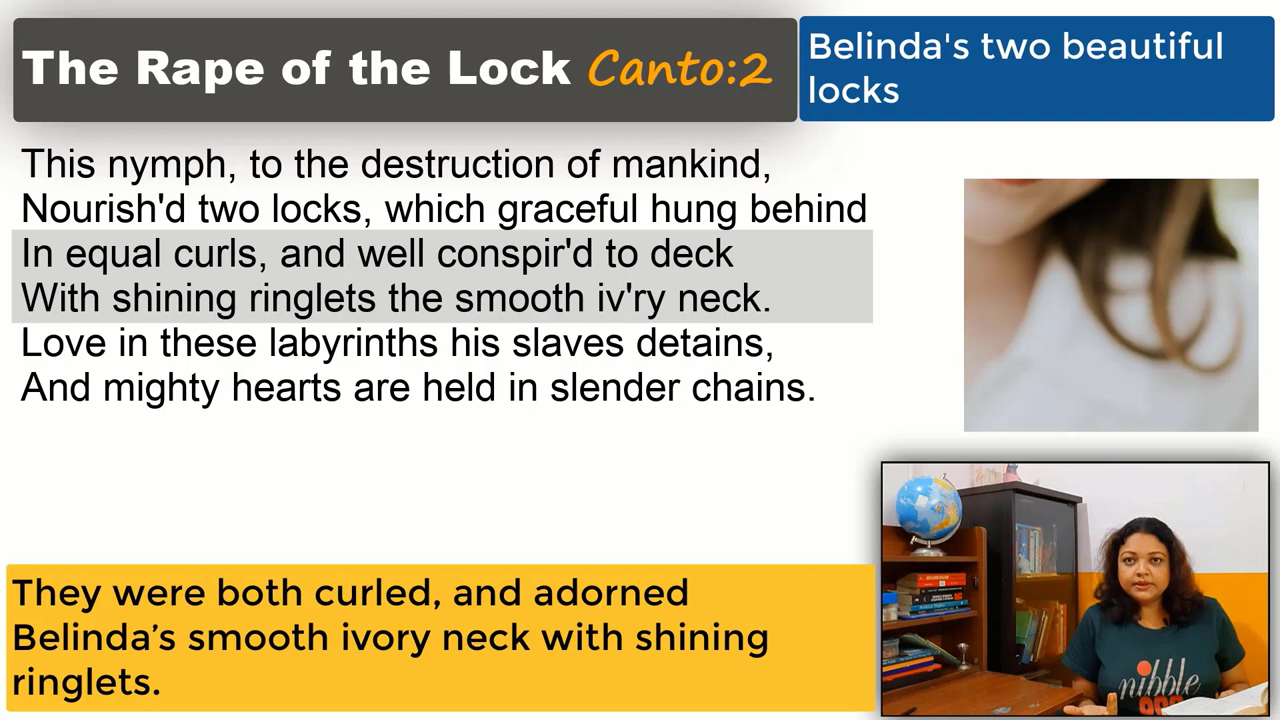 The Rape of the Lock Canto:2
Belinda's two beautiful
locks
This nymph, to the destruction of mankind,
Nourish'd two locks, which graceful hung behind
In equal curls, and well conspir'd to deck
With shining ringlets the smooth iv'ry neck.
Love in these labyrinths his slaves detains,
And mighty hearts are held in slender chains.
They were both curled, and adorned
Belinda’s smooth ivory neck with shining
ringlets.
nibble